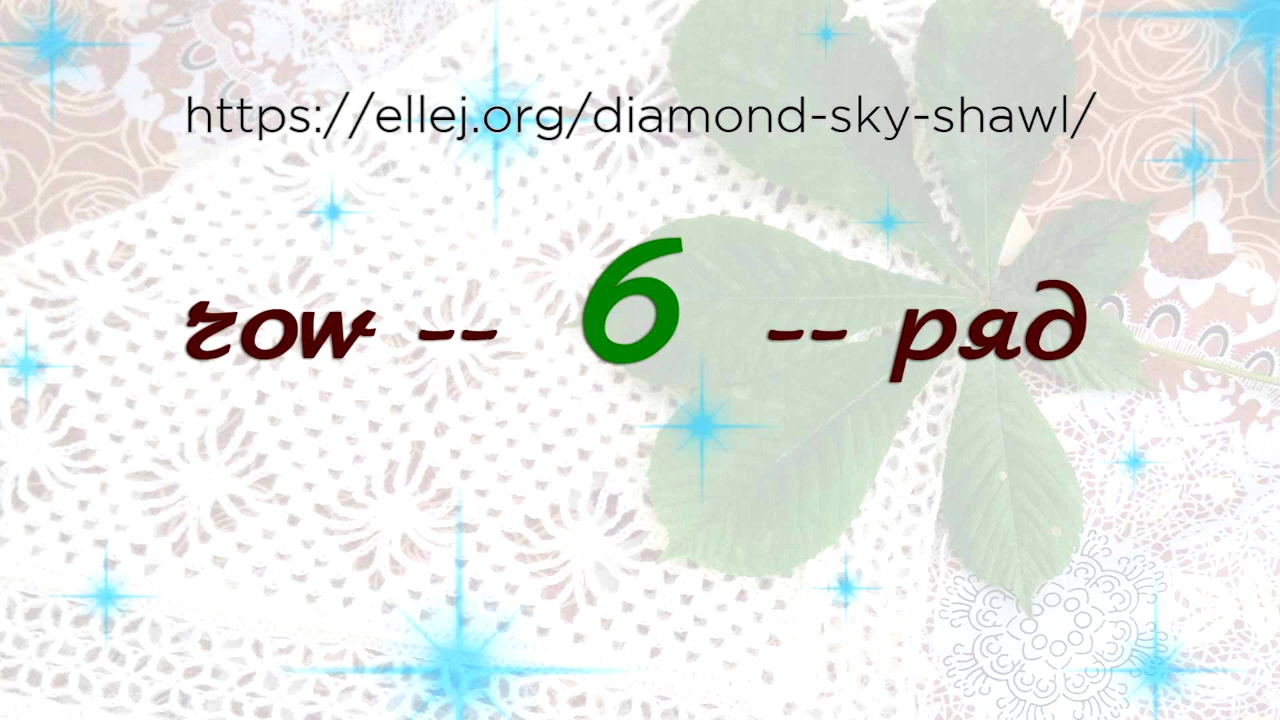 https://ellej.org/diamond-sky-shawl/
row -- 6 -- ряд